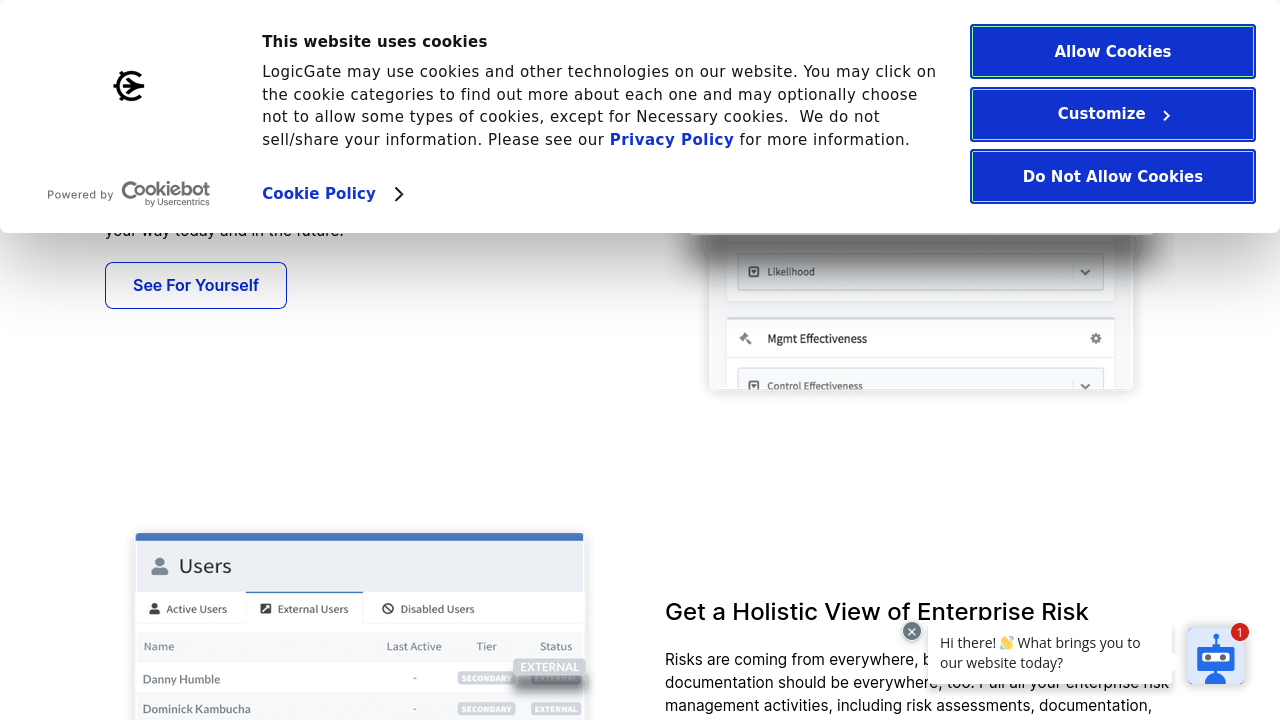 This website uses cookies
LogicGate may use cookies and other technologies on our website. You may click on
the cookie categories to find out more about each one and may optionally choose
not to allow some types of cookies, except for Necessary cookies.  We do not
sell/share your information. Please see our Privacy Policy for more information.
Allow Cookies
Customize
Do Not Allow Cookies
Powered by Cookiebot
by Usercentrics
Cookie Policy
your way today and in the future.
See For Yourself
Likelihood
Mgmt Effectiveness
Control Effectiveness
Users
Active Users External Users Disabled Users
Name Last Active Tier Status
EXTERNAL
Danny Humble - SECONDARY EXTERNAL
Dominick Kambucha - SECONDARY EXTERNAL
Get a Holistic View of Enterprise Risk
Risks are coming from everywhere,
documentation should be everywhere, too. Pull all your enterprise risk
management activities, including risk assessments, documentation,
Hi there! 👋 What brings you to
our website today?
1